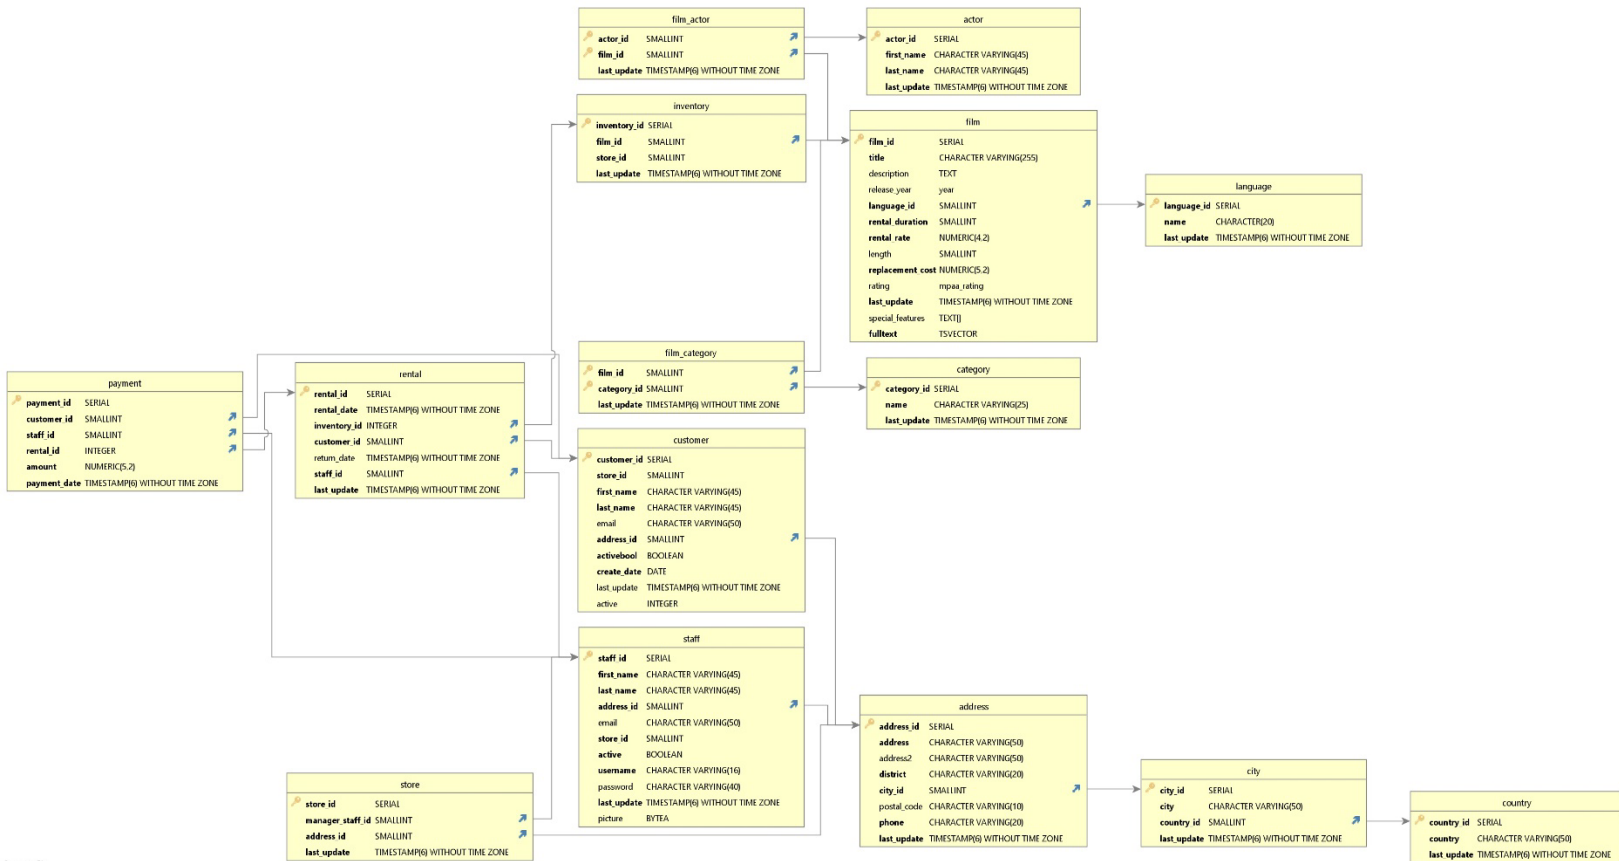 film_actor
actor_id SMALLINT
film_id SMALLINT
last_update TIMESTAMP(6) WITHOUT TIME ZONE
actor
actor_id SERIAL
first_name CHARACTER VARYING(45)
last_name CHARACTER VARYING(45)
last_update TIMESTAMP(6) WITHOUT TIME ZONE
inventory
inventory_id SERIAL
film_id SMALLINT
store_id SMALLINT
last_update TIMESTAMP(6) WITHOUT TIME ZONE
film
film_id SERIAL
title CHARACTER VARYING(255)
description TEXT
release_year year
language_id SMALLINT
rental_duration SMALLINT
rental_rate NUMERIC(4.2)
length SMALLINT
replacement_cost NUMERIC(5.2)
rating mpaa_rating
last_update TIMESTAMP(6) WITHOUT TIME ZONE
special_features TEXT[]
fulltext TSVECTOR
language
language_id SERIAL
name CHARACTER(20)
last_update TIMESTAMP(6) WITHOUT TIME ZONE
film_category
film_id SMALLINT
category_id SMALLINT
last_update TIMESTAMP(6) WITHOUT TIME ZONE
category
category_id SERIAL
name CHARACTER VARYING(25)
last_update TIMESTAMP(6) WITHOUT TIME ZONE
payment
payment_id SERIAL
customer_id SMALLINT
staff_id SMALLINT
rental_id INTEGER
amount NUMERIC(5.2)
payment_date TIMESTAMP(6) WITHOUT TIME ZONE
rental
rental_id SERIAL
rental_date TIMESTAMP(6) WITHOUT TIME ZONE
inventory_id INTEGER
customer_id SMALLINT
return_date TIMESTAMP(6) WITHOUT TIME ZONE
staff_id SMALLINT
last_update TIMESTAMP(6) WITHOUT TIME ZONE
customer
customer_id SERIAL
store_id SMALLINT
first_name CHARACTER VARYING(45)
last_name CHARACTER VARYING(45)
email CHARACTER VARYING(50)
address_id SMALLINT
activebool BOOLEAN
create_date DATE
last_update TIMESTAMP(6) WITHOUT TIME ZONE
active INTEGER
staff
staff_id SERIAL
first_name CHARACTER VARYING(45)
last_name CHARACTER VARYING(45)
address_id SMALLINT
email CHARACTER VARYING(50)
store_id SMALLINT
active BOOLEAN
username CHARACTER VARYING(16)
password CHARACTER VARYING(40)
last_update TIMESTAMP(6) WITHOUT TIME ZONE
picture BYTEA
store
store_id SERIAL
manager_staff_id SMALLINT
address_id SMALLINT
last_update TIMESTAMP(6) WITHOUT TIME ZONE
address
address_id SERIAL
address CHARACTER VARYING(50)
address2 CHARACTER VARYING(50)
district CHARACTER VARYING(20)
city_id SMALLINT
postal_code CHARACTER VARYING(10)
phone CHARACTER VARYING(20)
last_update TIMESTAMP(6) WITHOUT TIME ZONE
city
city_id SERIAL
city CHARACTER VARYING(50)
country_id SMALLINT
last_update TIMESTAMP(6) WITHOUT TIME ZONE
country
country_id SERIAL
country CHARACTER VARYING(50)
last_update TIMESTAMP(6) WITHOUT TIME ZONE